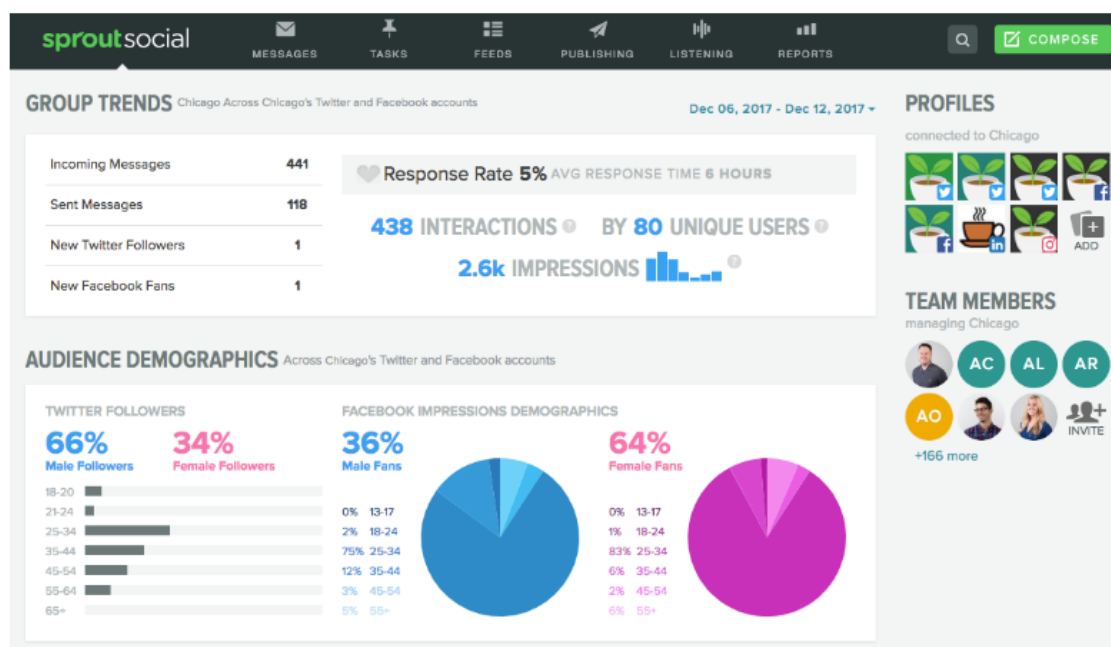 sproutsocial
MESSAGES
TASKS
FEEDS
PUBLISHING
LISTENING
REPORTS
COMPOSE
GROUP TRENDS Chicago Across Chicago's Twitter and Facebook accounts
Dec 06, 2017 - Dec 12, 2017
Incoming Messages 441
Sent Messages 118
New Twitter Followers 1
New Facebook Fans 1
Response Rate 5% AVG RESPONSE TIME 6 HOURS
438 INTERACTIONS ? BY 80 UNIQUE USERS ?
2.6k IMPRESSIONS ?
PROFILES
connected to Chicago
in
ADD
TEAM MEMBERS
managing Chicago
AC AL AR
AO
INVITE
+166 more
AUDIENCE DEMOGRAPHICS Across Chicago's Twitter and Facebook accounts
TWITTER FOLLOWERS
66% 34%
Male Followers Female Followers
18-20
21-24
25-34
35-44
45-54
55-64
65+
FACEBOOK IMPRESSIONS DEMOGRAPHICS
36%
Male Fans
0% 13-17
2% 18-24
75% 25-34
12% 35-44
3% 45-54
5% 55+
64%
Female Fans
0% 13-17
1% 18-24
83% 25-34
6% 35-44
2% 45-54
6% 55+